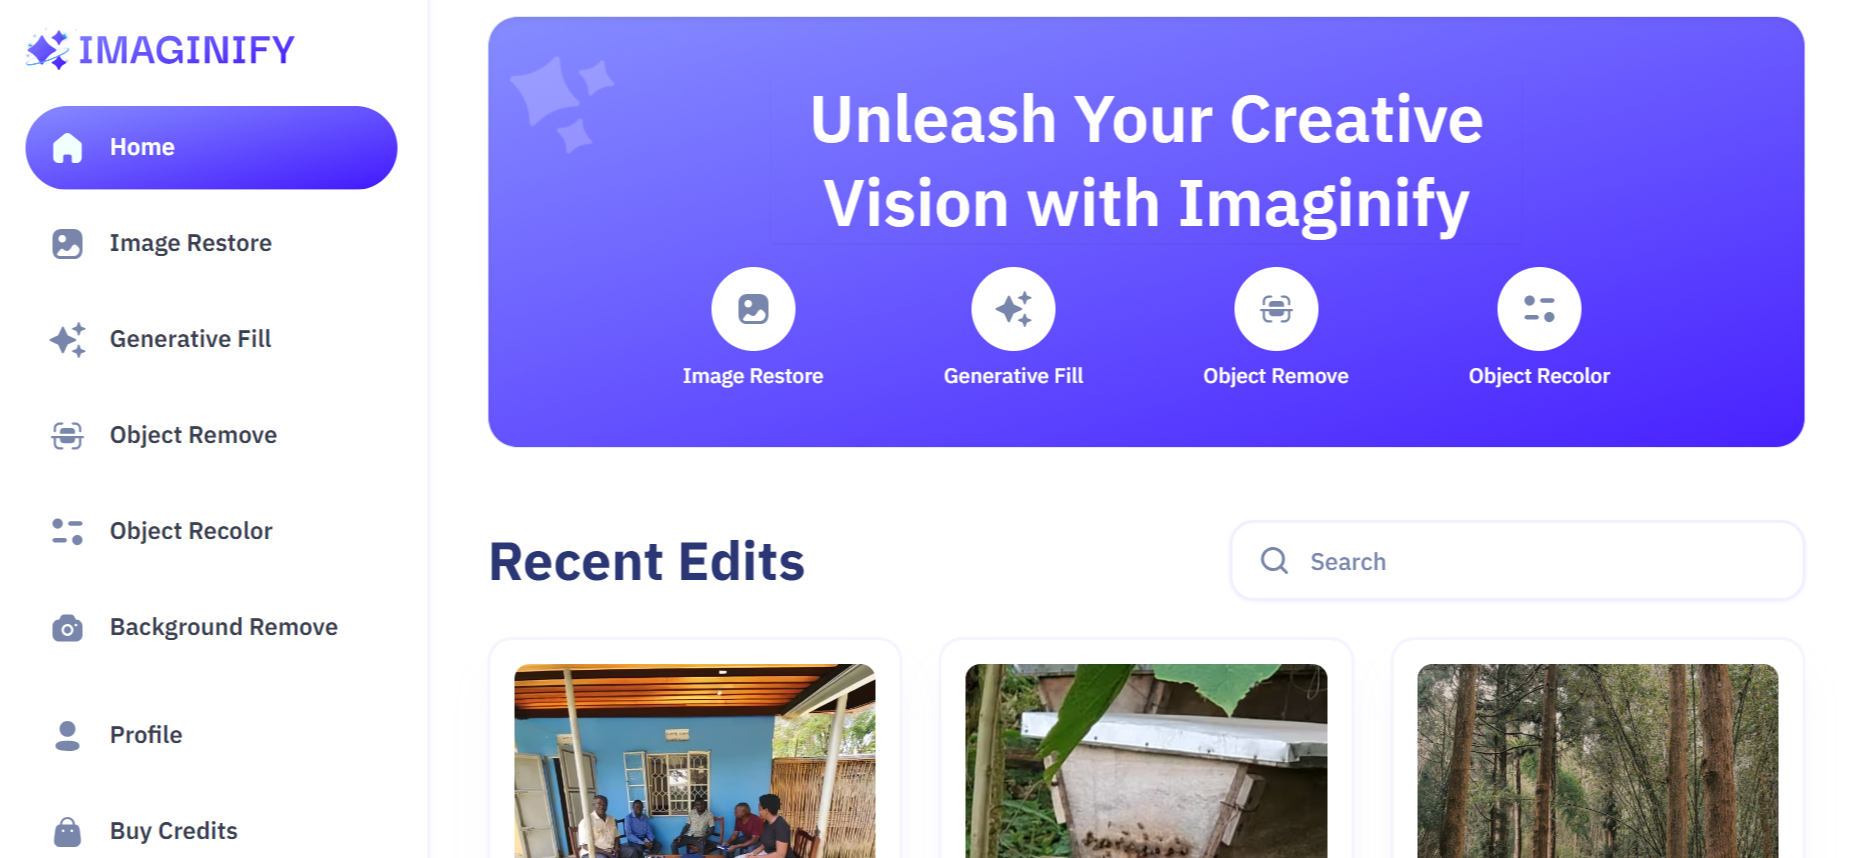 IMAGINIFY
Home
Image Restore
Generative Fill
Object Remove
Object Recolor
Background Remove
Profile
Buy Credits
Unleash Your Creative
Vision with Imaginify
Image Restore
Generative Fill
Object Remove
Object Recolor
Recent Edits
Search